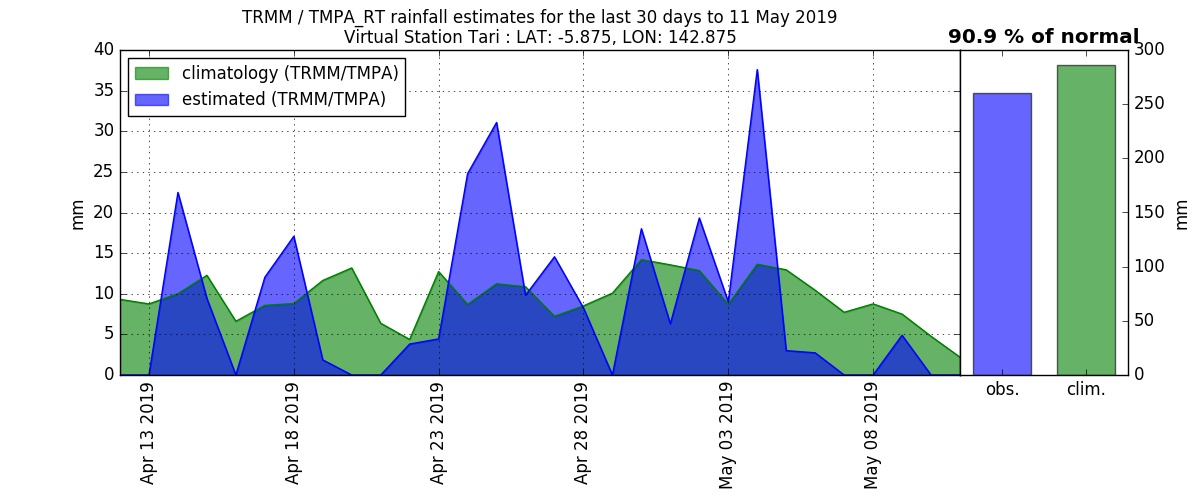 TRMM / TMPA_RT rainfall estimates for the last 30 days to 11 May 2019
Virtual Station Tari : LAT: -5.875, LON: 142.875
90.9 % of normal
climatology (TRMM/TMPA)
estimated (TRMM/TMPA)
40
35
30
25
20
15
10
5
0
mm
Apr 13 2019
Apr 18 2019
Apr 23 2019
Apr 28 2019
May 03 2019
May 08 2019
obs.
clim.
300
250
200
150
100
50
0
mm